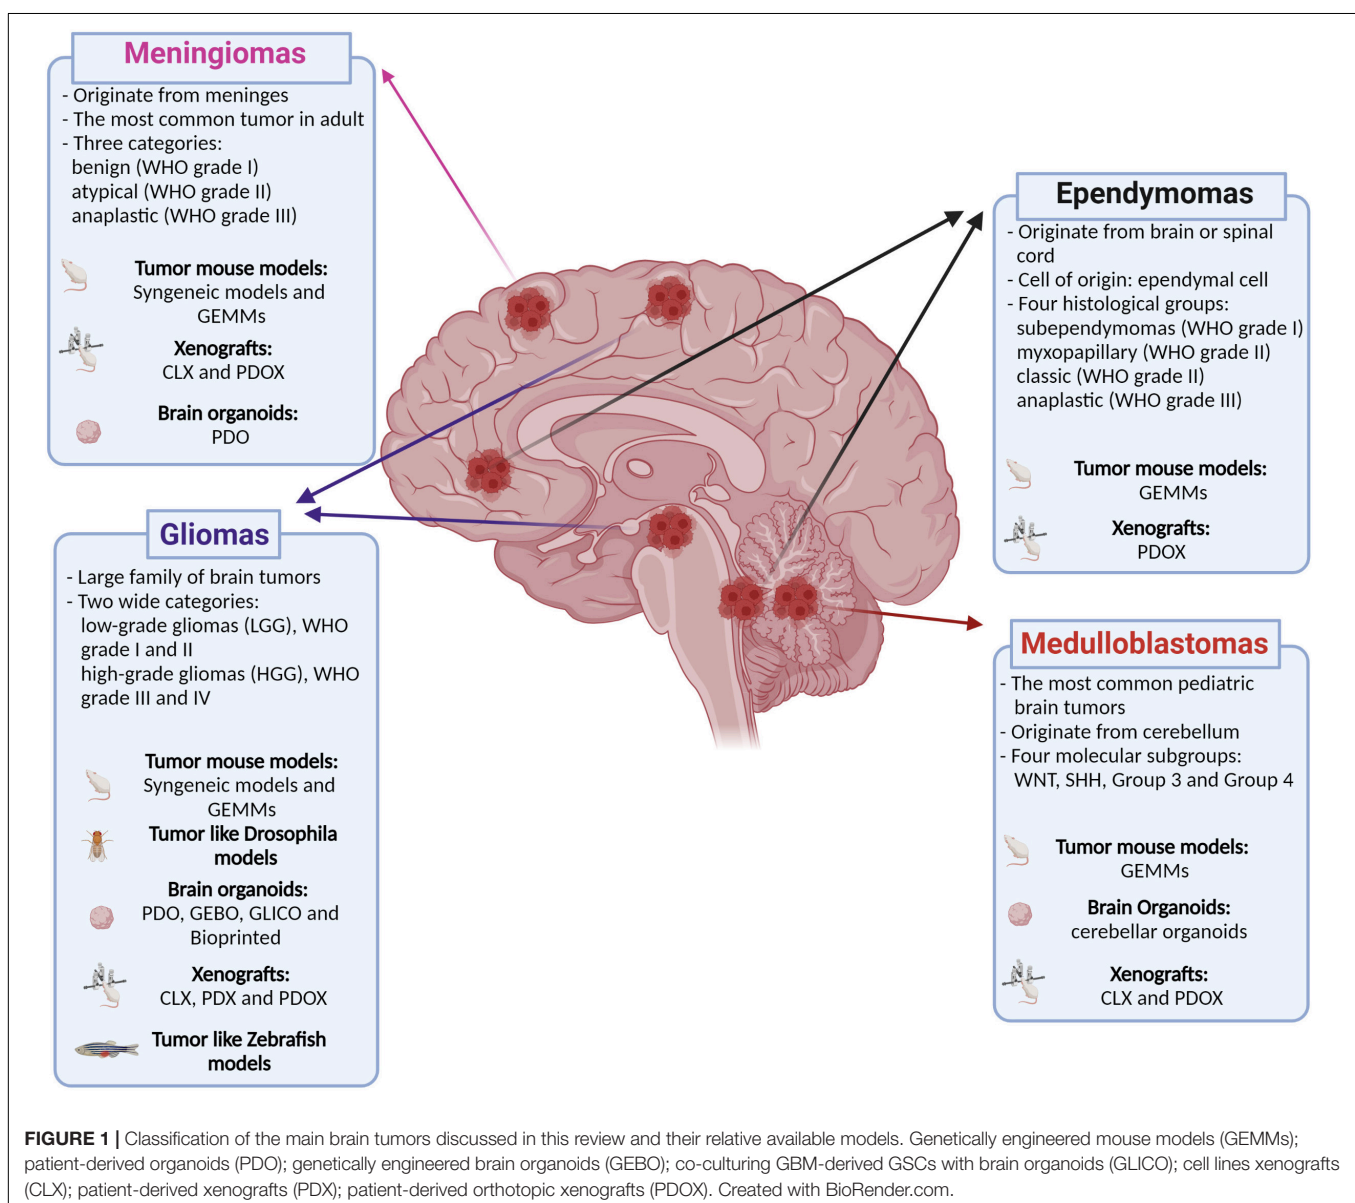 Meningiomas
- Originate from meninges
- The most common tumor in adult
- Three categories:
benign (WHO grade I)
atypical (WHO grade II)
anaplastic (WHO grade III)
Tumor mouse models:
Syngeneic models and
GEMMs
Xenografts:
CLX and PDOX
Brain organoids:
PDO
Ependymomas
- Originate from brain or spinal
cord
- Cell of origin: ependymal cell
- Four histological groups:
subependymomas (WHO grade I)
myxopapillary (WHO grade II)
classic (WHO grade II)
anaplastic (WHO grade III)
Tumor mouse models:
GEMMs
Xenografts:
PDOX
Gliomas
- Large family of brain tumors
- Two wide categories:
low-grade gliomas (LGG), WHO
grade I and II
high-grade gliomas (HGG), WHO
grade III and IV
Tumor mouse models:
Syngeneic models and
GEMMs
Tumor like Drosophila
models
Brain organoids:
PDO, GEBO, GLICO and
Bioprinted
Xenografts:
CLX, PDX and PDOX
Tumor like Zebrafish
models
Medulloblastomas
- The most common pediatric
brain tumors
- Originate from cerebellum
- Four molecular subgroups:
WNT, SHH, Group 3 and Group 4
Tumor mouse models:
GEMMs
Brain Organoids:
cerebellar organoids
Xenografts:
CLX and PDOX
FIGURE 1 | Classification of the main brain tumors discussed in this review and their relative available models. Genetically engineered mouse models (GEMMs);
patient-derived organoids (PDO); genetically engineered brain organoids (GEBO); co-culturing GBM-derived GSCs with brain organoids (GLICO); cell lines xenografts
(CLX); patient-derived xenografts (PDX); patient-derived orthotopic xenografts (PDOX). Created with BioRender.com.